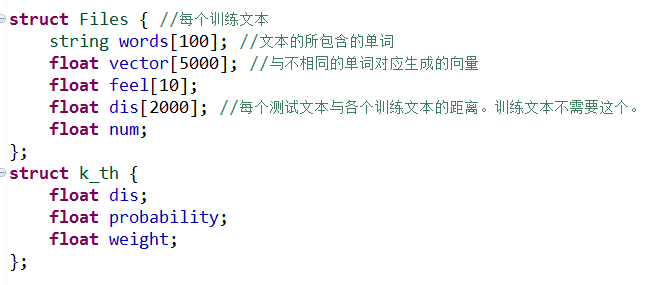 struct Files { //每个训练文本
string words[100]; //文本的所包含的单词
float vector[5000]; //与不相同的单词对应生成的向量
float feel[10];
float dis[2000]; //每个测试文本与各个训练文本的距离。训练文本不需要这个。
float num;
};
struct k_th {
float dis;
float probability;
float weight;
};